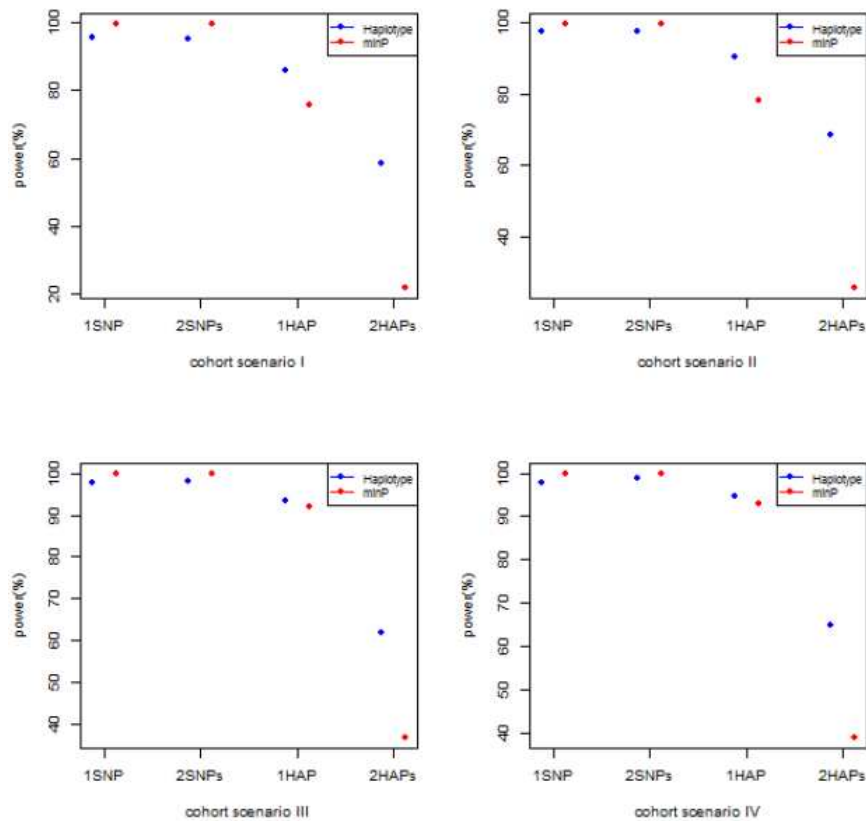 Haplotype
minP
power(%)
100
80
60
40
20
1SNP
2SNPs
1HAP
2HAPs
cohort scenario I
Haplotype
minP
power(%)
100
80
60
40
1SNP
2SNPs
1HAP
2HAPs
cohort scenario II
Haplotype
minP
power(%)
100
90
80
70
60
50
40
1SNP
2SNPs
1HAP
2HAPs
cohort scenario III
Haplotype
minP
power(%)
100
90
80
70
60
50
40
1SNP
2SNPs
1HAP
2HAPs
cohort scenario IV